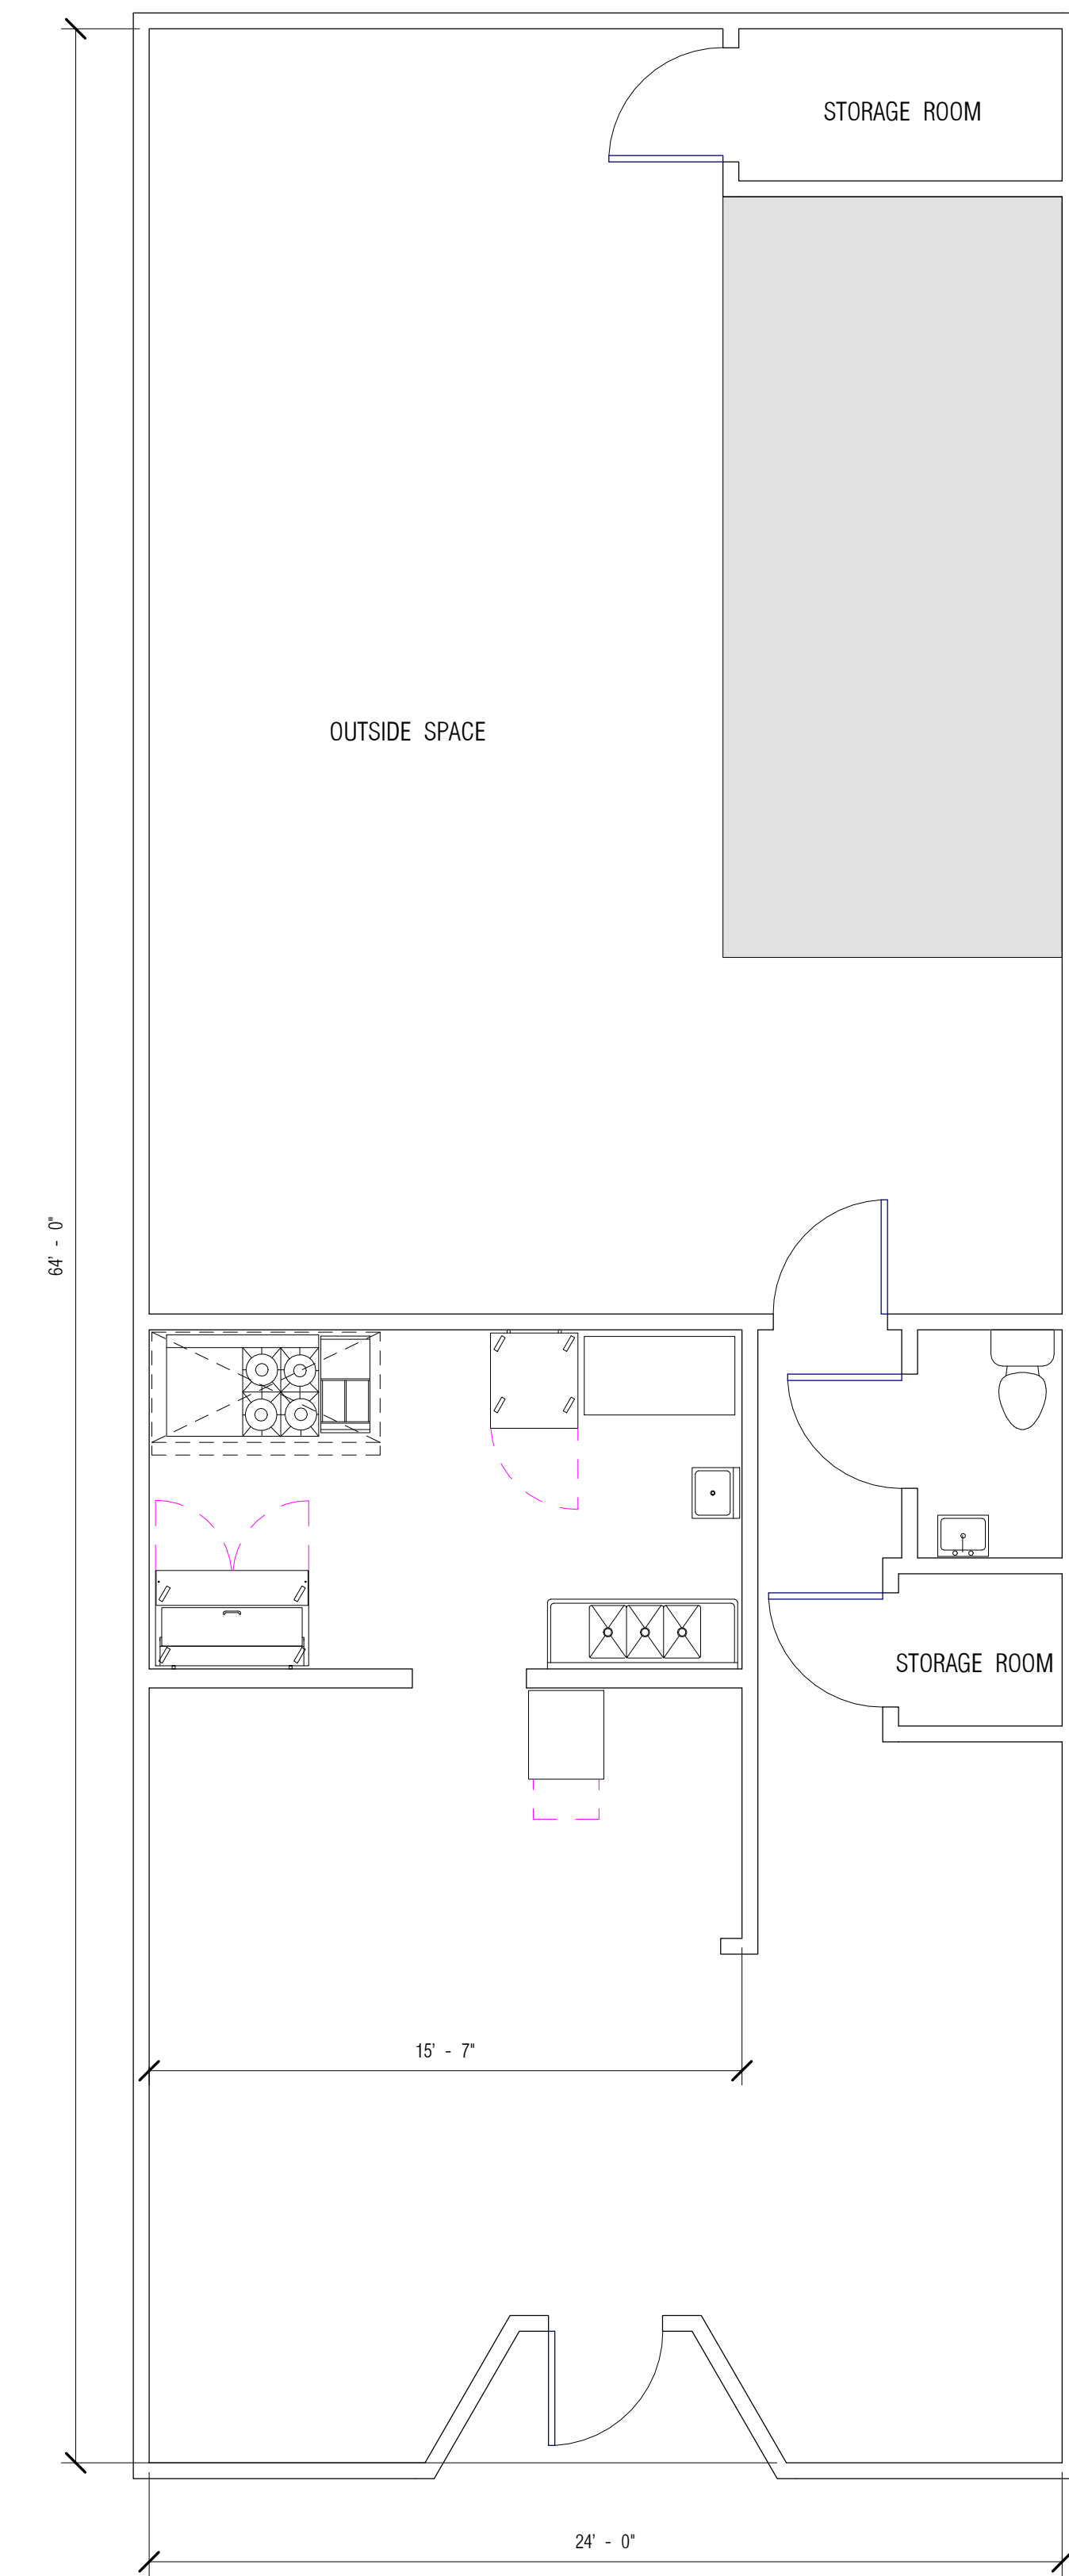 STORAGE ROOM
OUTSIDE SPACE
64' - 0"
STORAGE ROOM
15' - 7"
24' - 0"